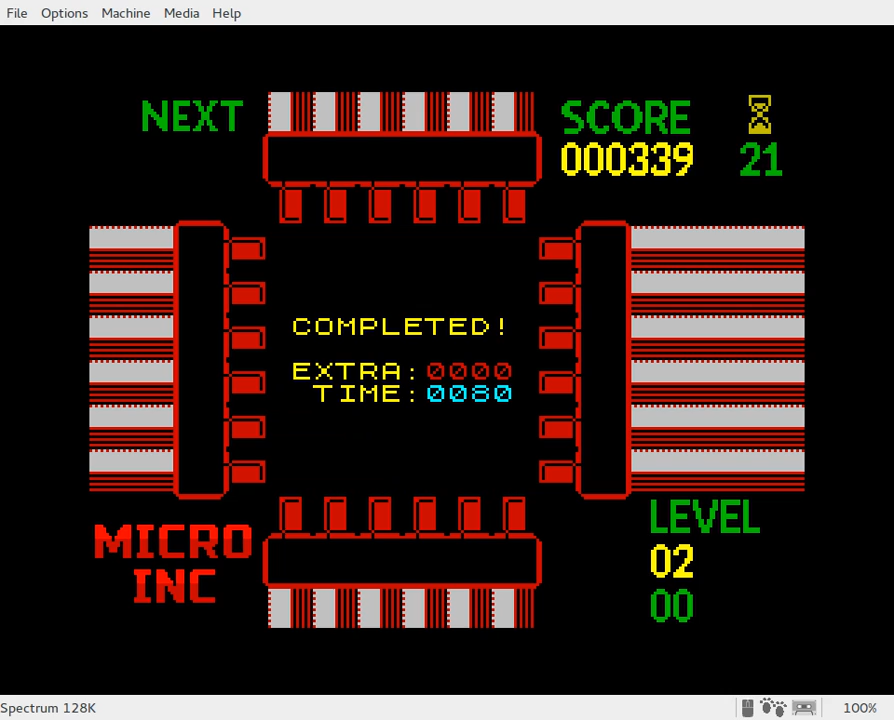 File Options Machine Media Help
NEXT
SCORE
000339
21
COMPLETED!
EXTRA:0000
TIME:0080
MICRO
INC
LEVEL
02
00
Spectrum 128K
100%